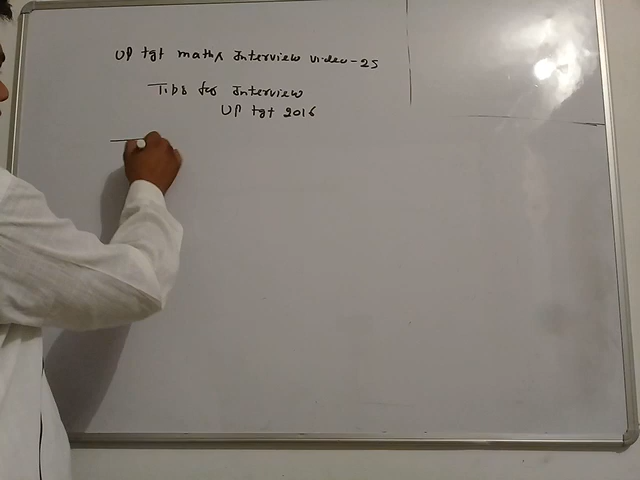 UP tgt maths Interview video-25
Tips for Interview
UP tgt 2016